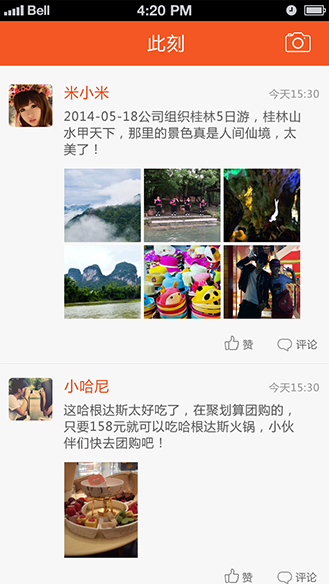 Bell 4:20 PM
此刻
米小米 今天15:30
2014-05-18公司组织桂林5日游，桂林山
水甲天下，那里的景色真是人间仙境，太
美了！
赞 评论
小哈尼 今天15:30
这哈根达斯太好吃了，在聚划算团购的，
只要158元就可以吃哈根达斯火锅，小伙
伴们快去团购吧！
赞 评论